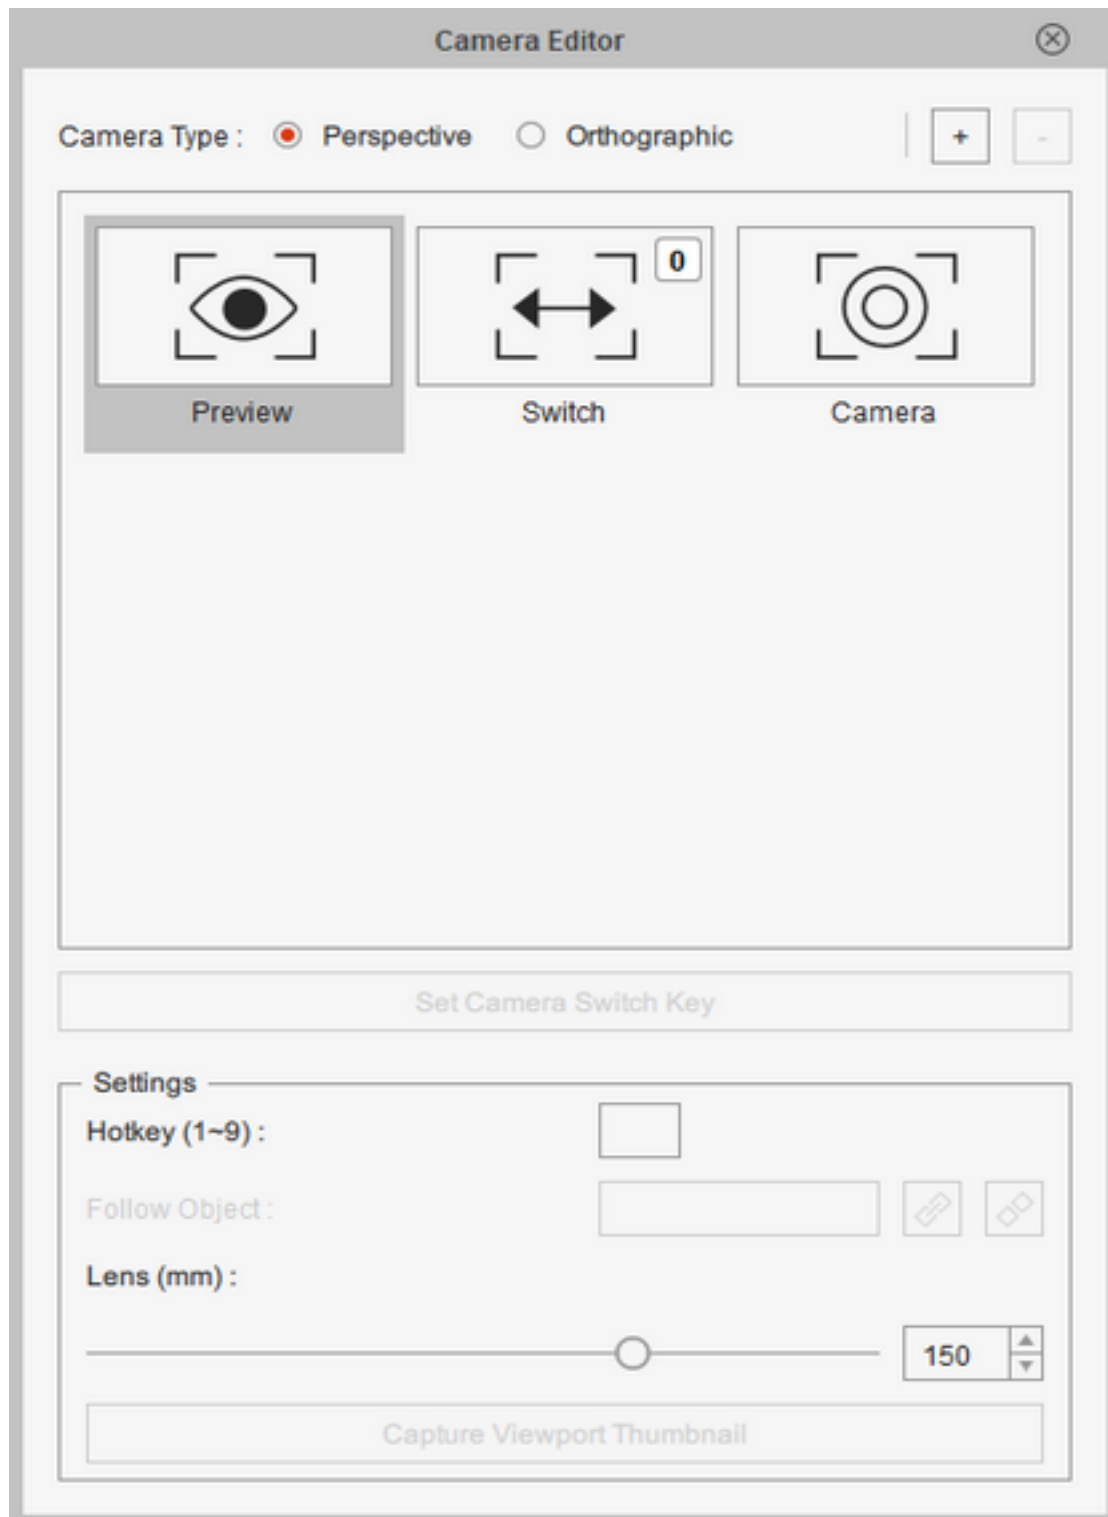 Camera Editor
Camera Type : Perspective Orthographic + -
0
Preview Switch Camera
Set Camera Switch Key
Settings
Hotkey (1~9) :
Follow Object :
Lens (mm) :
150
Capture Viewport Thumbnail